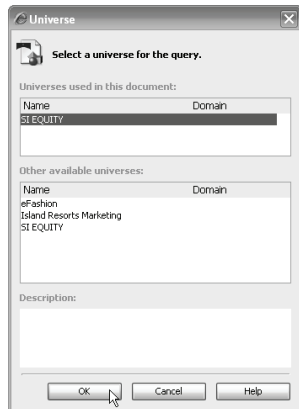 Universe
Select a universe for the query.
Universes used in this document:
Name Domain
SI EQUITY
Other available universes:
Name Domain
eFashion
Island Resorts Marketing
SI EQUITY
Description:
OK Cancel Help